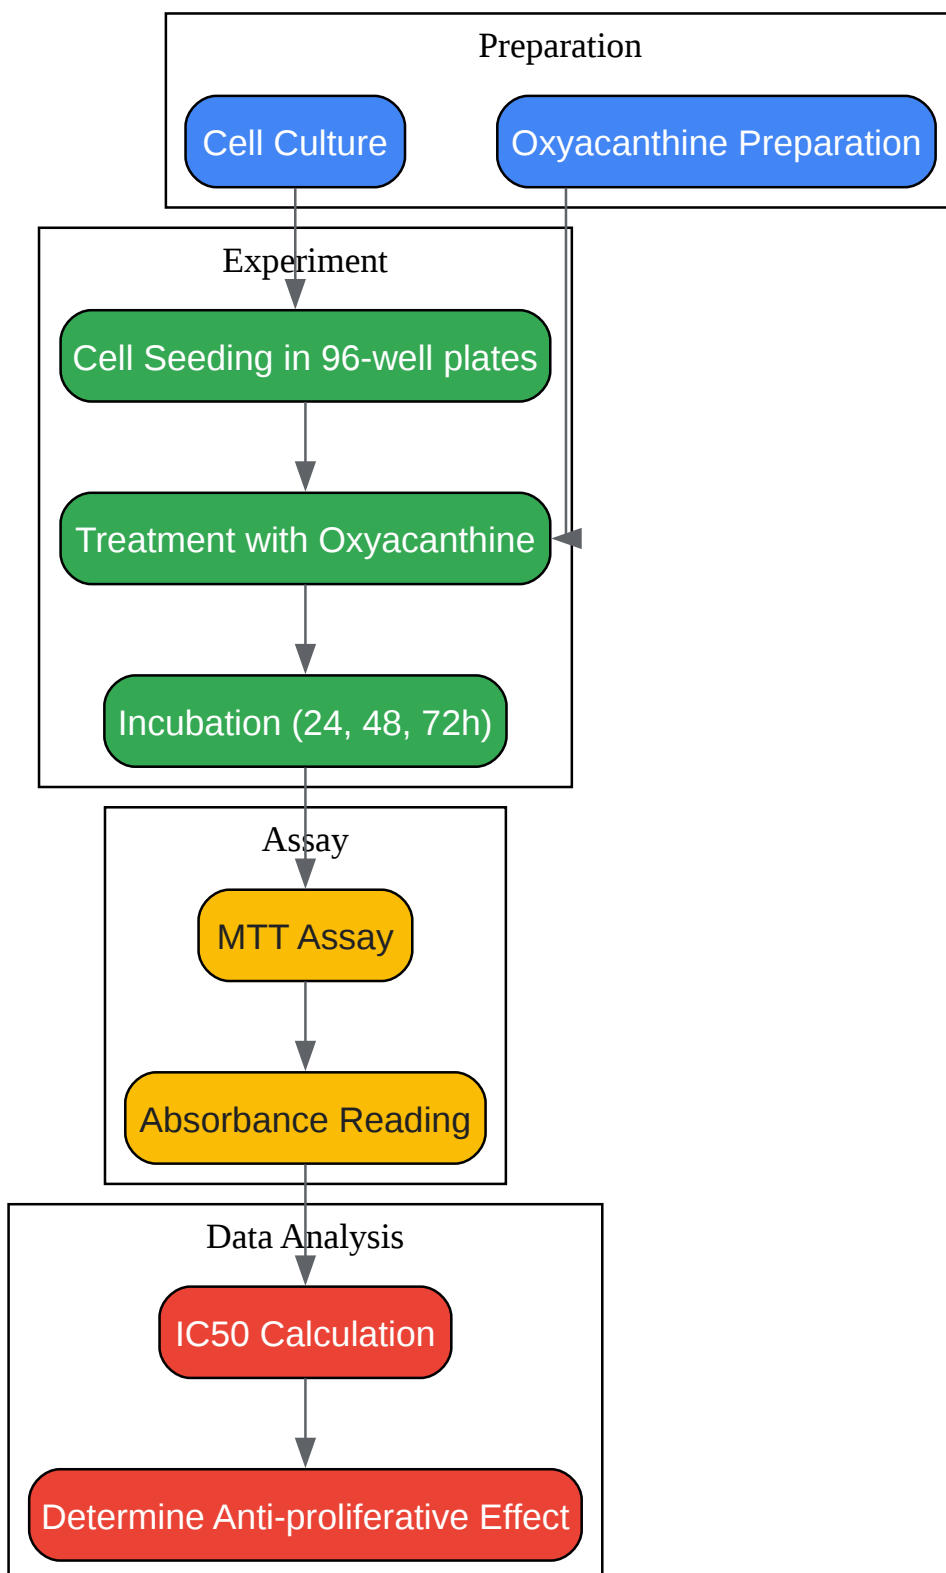 Preparation
Cell Culture
Oxyacanthine Preparation
Experiment
Cell Seeding in 96-well plates
Treatment with Oxyacanthine
Incubation (24, 48, 72h)
Assay
MTT Assay
Absorbance Reading
Data Analysis
IC50 Calculation
Determine Anti-proliferative Effect